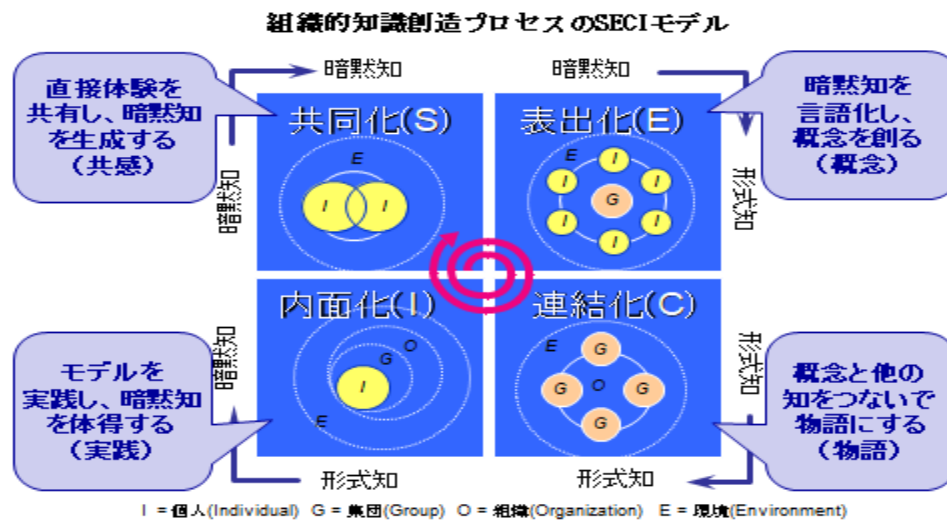 組織的知識創造プロセスのSECIモデル
暗黙知
暗黙知
直接体験を
共有し、暗黙知
を生成する
(共感)
暗黙知を
言語化し、
概念を創る
(概念)
共同化(S)
表出化(E)
E
I I
E
I
I I
G
I I
I
暗黙知
形式知
内面化(I)
連結化(C)
O
G
I
E
E
G
G O G
G
暗黙知
形式知
モデルを
実践し、暗黙知
を体得する
(実践)
概念と他の
知をつないで
物語にする
(物語)
形式知
形式知
I = 個人(Individual) G = 集団(Group) O = 組織(Organization) E = 環境(Environment)